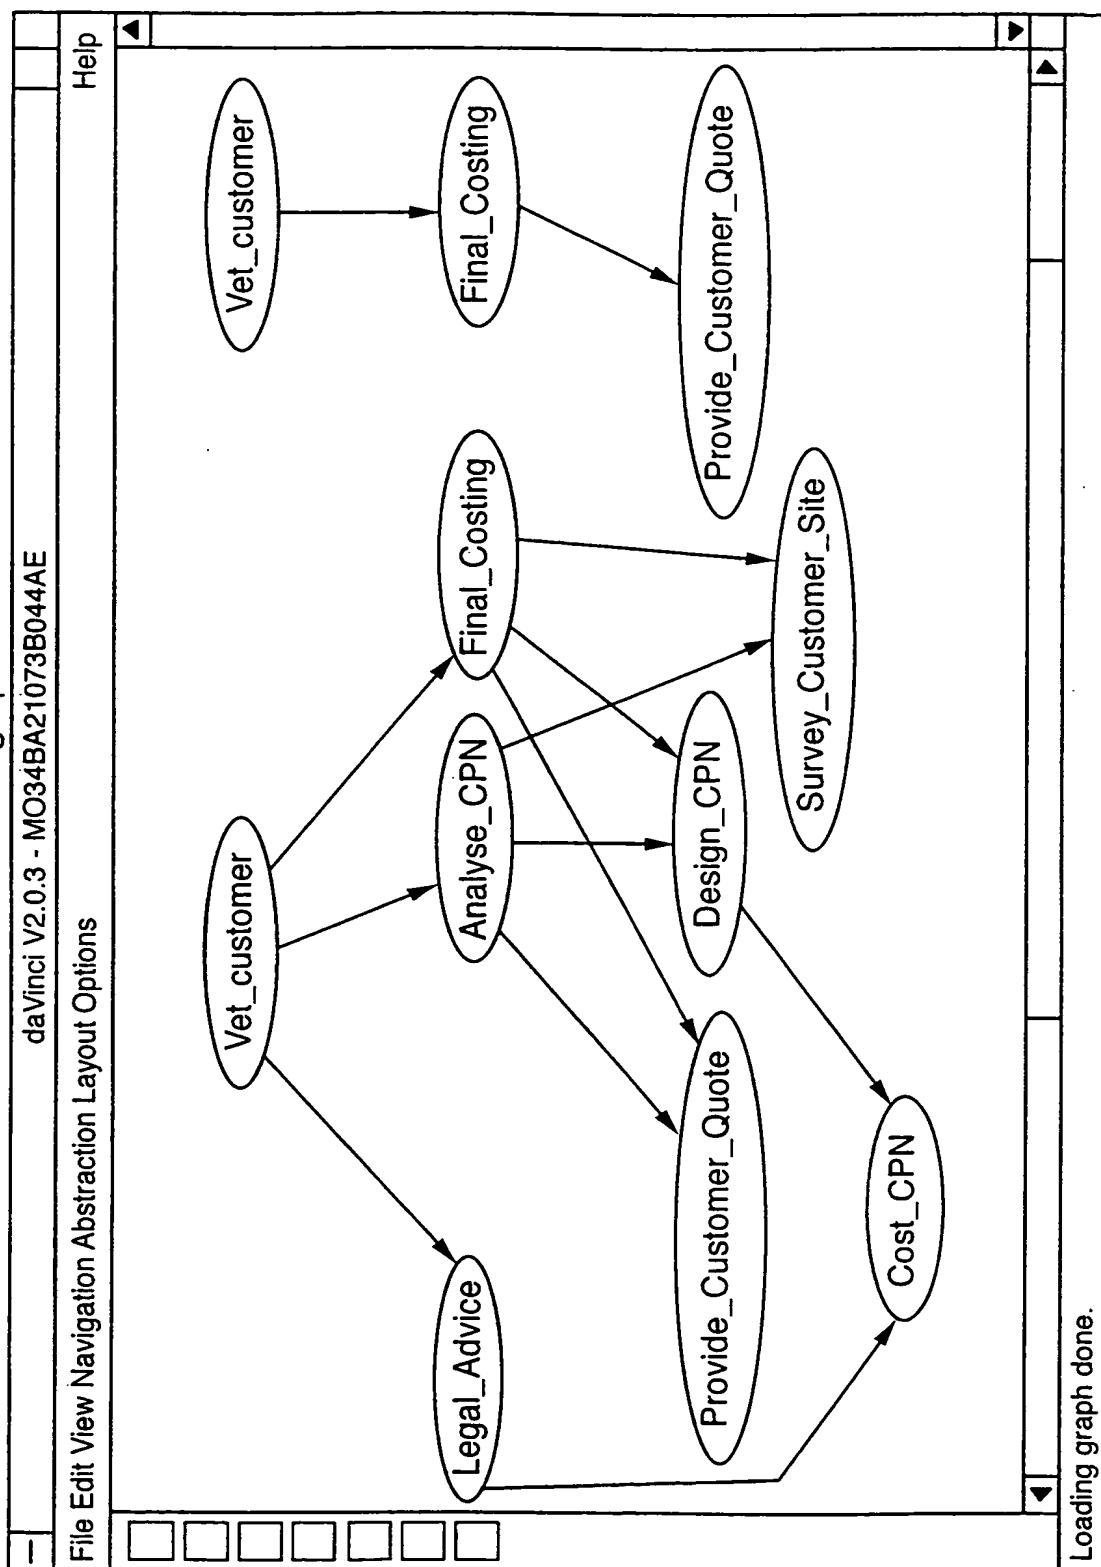 daVinci V2.0.3 - MO34BA21073B044AE
File Edit View Navigation Abstraction Layout Options
Help
Vet_customer
Vet_customer
Legal_Advice
Analyse_CPN
Final_Costing
Final_Costing
Provide_Customer_Quote
Design_CPN
Provide_Customer_Quote
Survey_Customer_Site
Cost_CPN
Loading graph done.